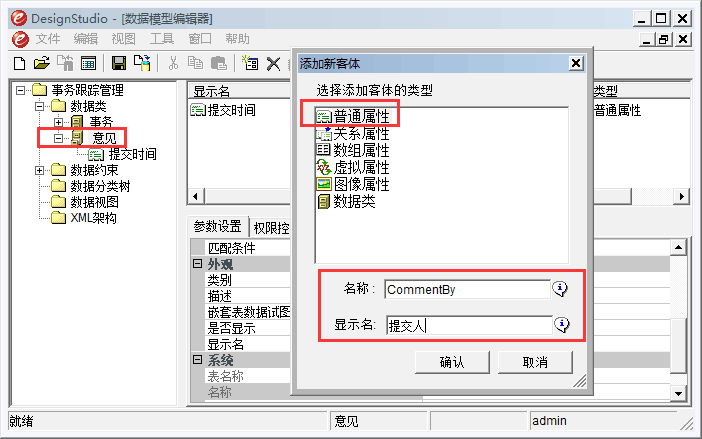 DesignStudio - [数据模型编辑器]
文件 编辑 视图 工具 窗口 帮助
事务跟踪管理
数据类
事务
意见
提交时间
数据约束
数据分类树
数据视图
XML架构
显示名
类型
提交时间
普通属性
参数设置
权限控
匹配条件
外观
类别
描述
嵌套表数据试图
是否显示
显示名
系统
表名称
名称
添加新客体
选择添加客体的类型
普通属性
关系属性
数组属性
虚拟属性
图像属性
数据类
名称：
CommentBy
显示名:
提交人
确认
取消
就绪
意见
admin